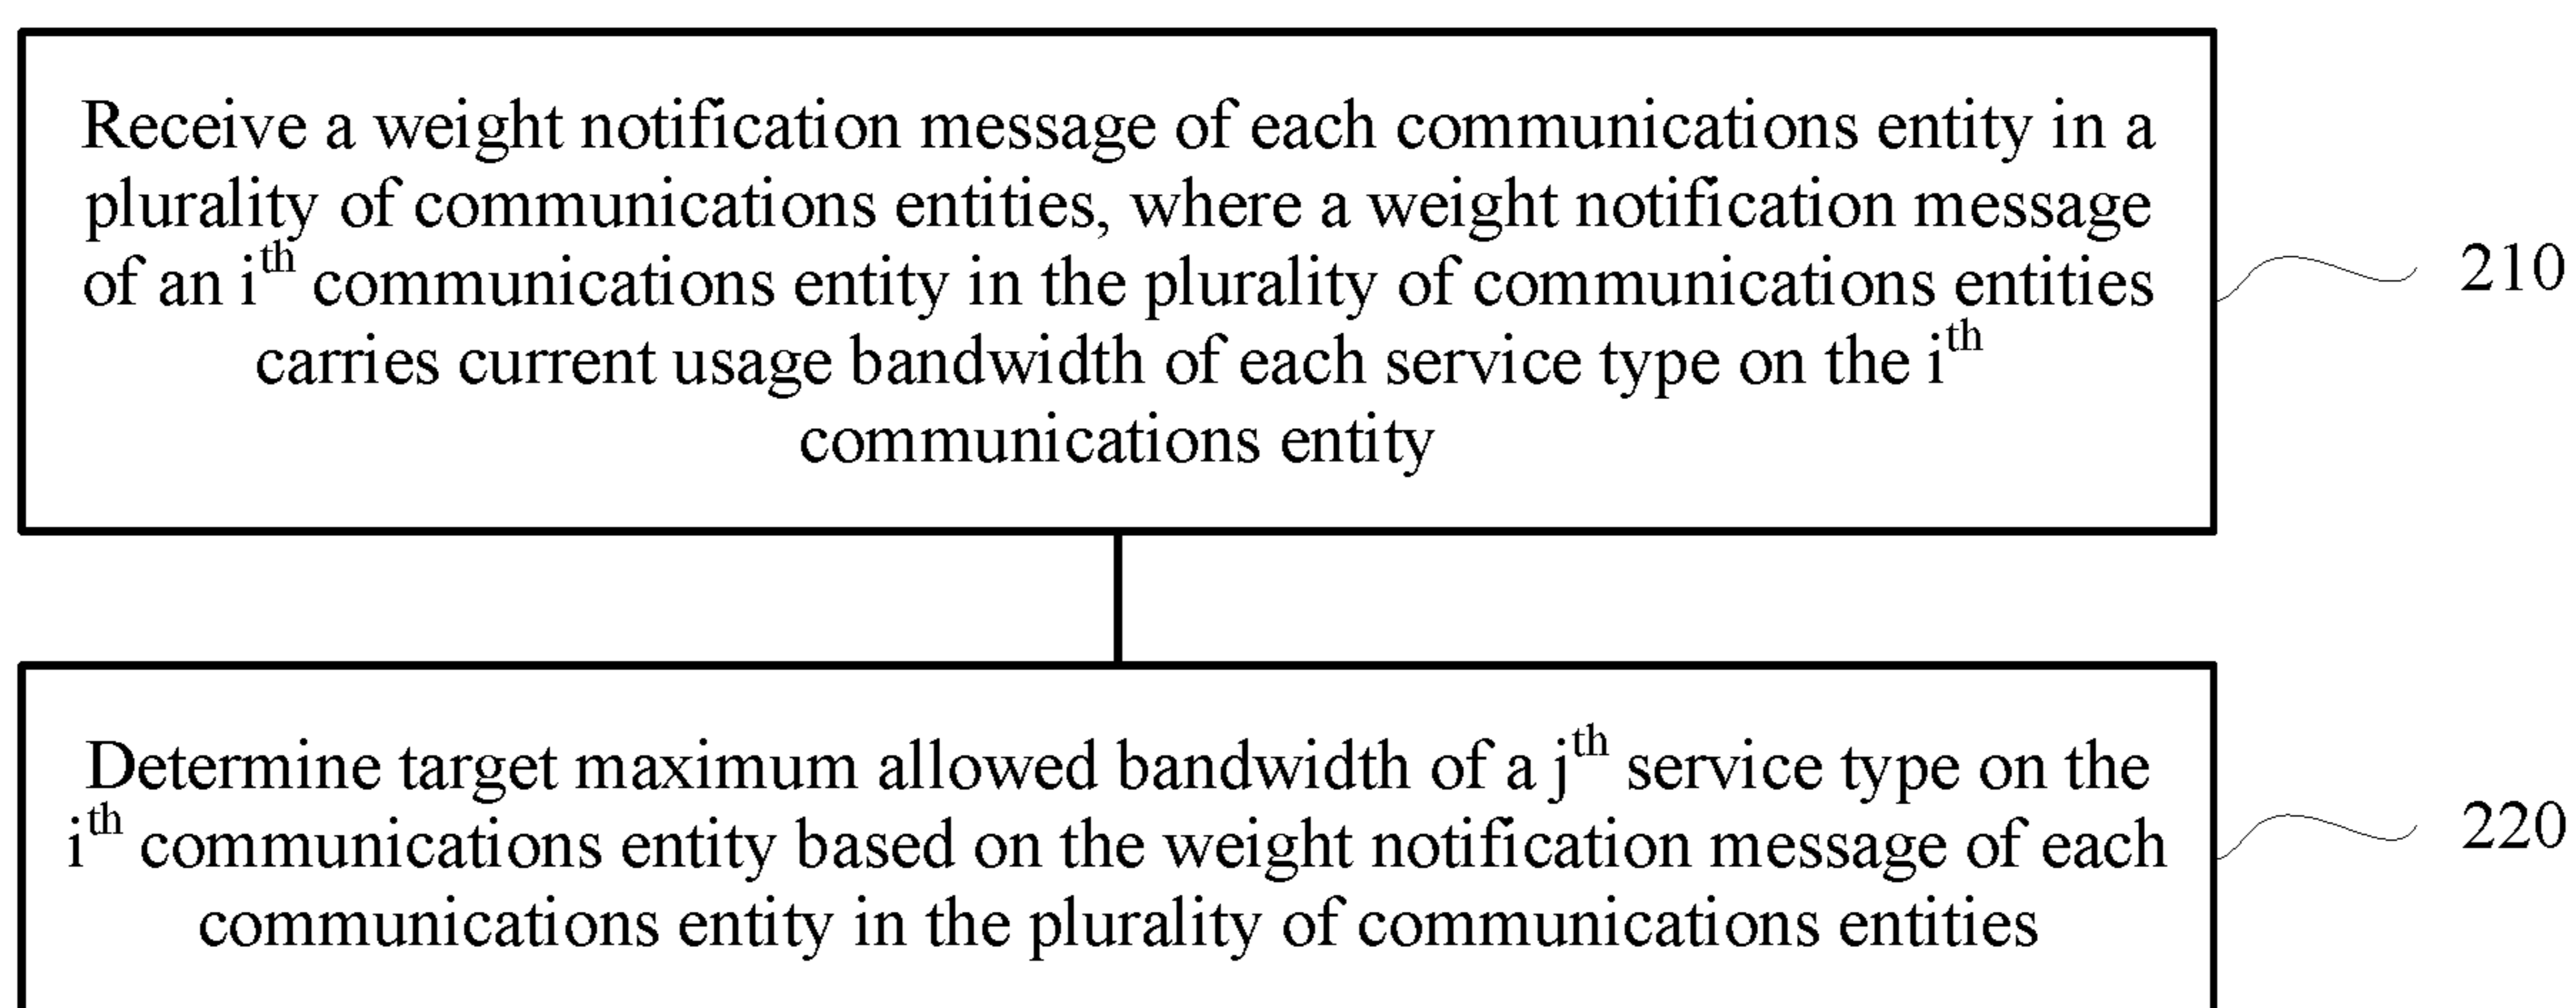 Receive a weight notification message of each communications entity in a
plurality of communications entities, where a weight notification message
of an ith communications entity in the plurality of communications entities
carries current usage bandwidth of each service type on the ith
communications entity
210
Determine target maximum allowed bandwidth of a jth service type on the
ith communications entity based on the weight notification message of each
communications entity in the plurality of communications entities
220